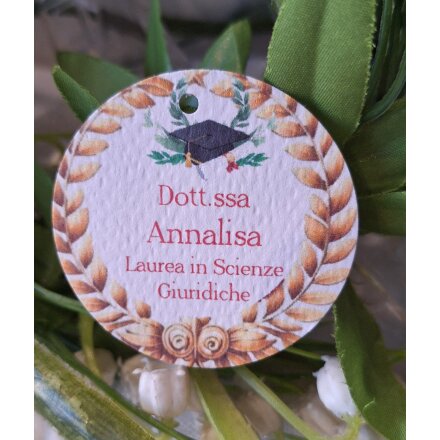 Dott.ssa
Annalisa
Laurea in Scienze
Giuridiche